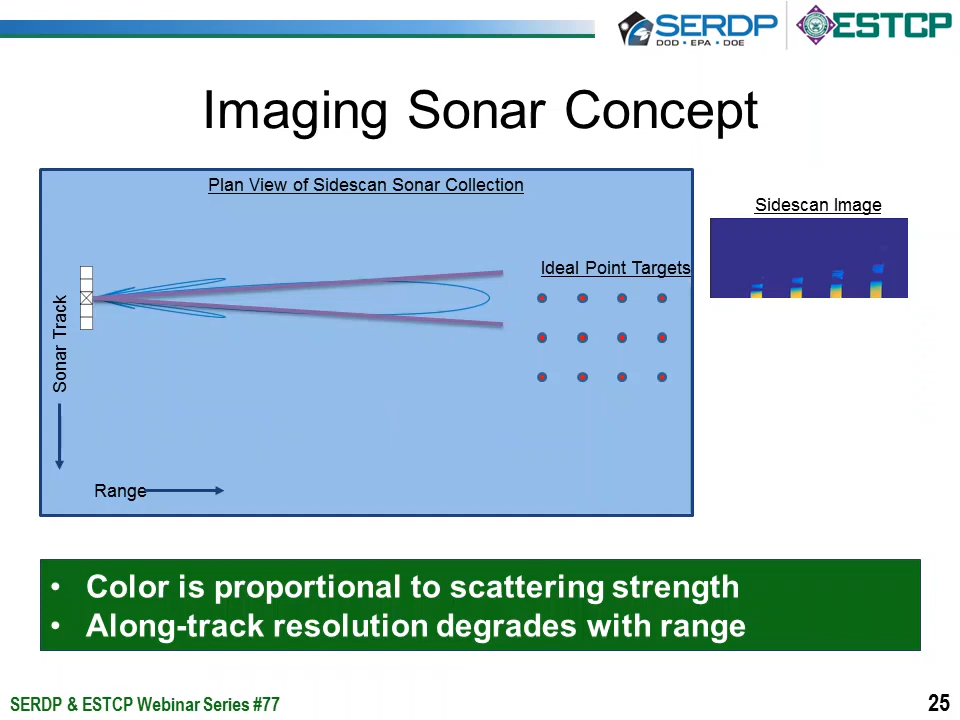 SERDP
DOD • EPA • DOE
ESTCP
Imaging Sonar Concept
Plan View of Sidescan Sonar Collection
Sidescan Image
Ideal Point Targets
Sonar Track
Range
• Color is proportional to scattering strength
• Along-track resolution degrades with range
SERDP & ESTCP Webinar Series #77
25